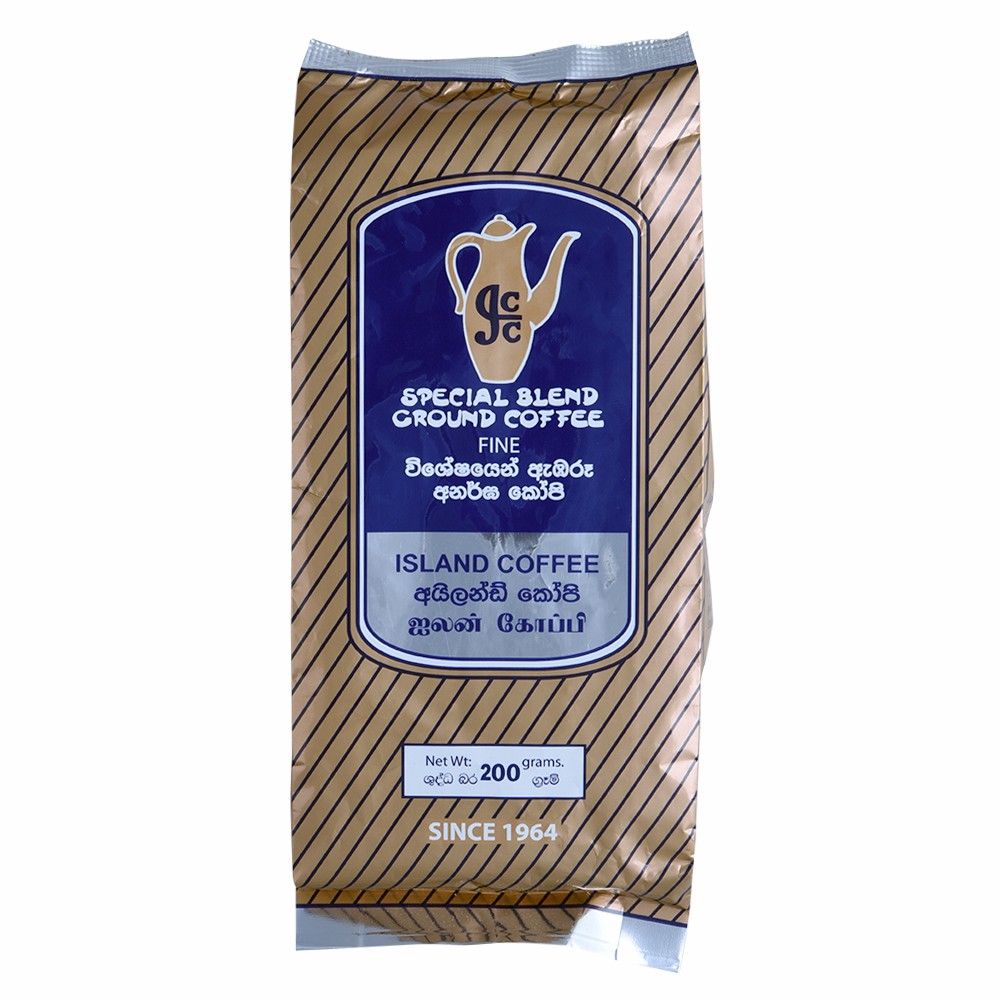 JCC
SPECIAL BLEND
GROUND COFFEE
FINE
විශේෂයෙන් ඇඹරූ
අනර්ඝ කෝපි
ISLAND COFFEE
අයිලන්ඩ් කෝපි
ஐலன் கோப்பி
Net Wt: 200 grams.
ශුද්ධ බර ග්‍රෑම්
SINCE 1964